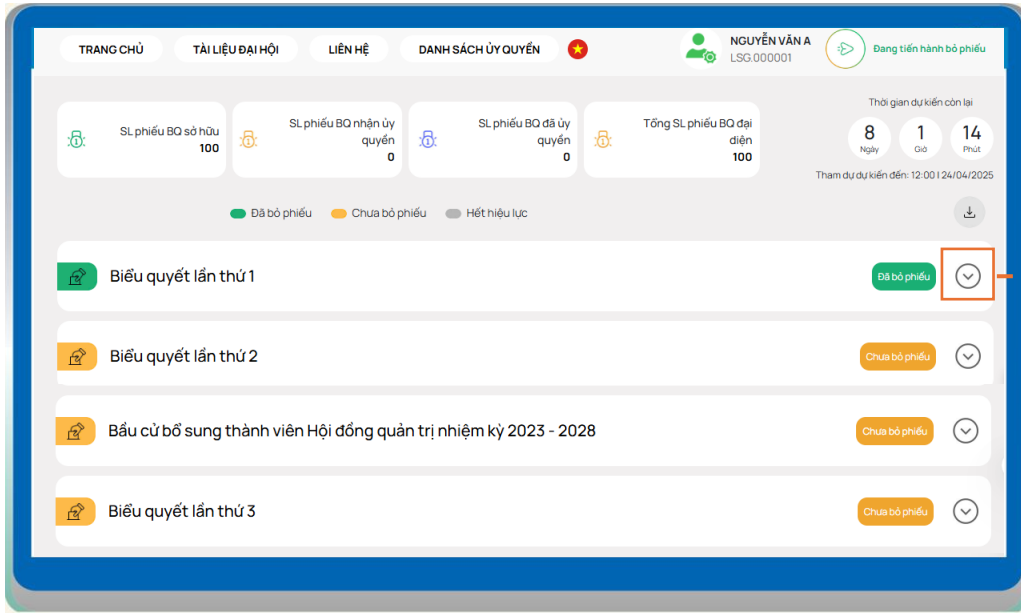 TRANG CHỦ
TÀI LIỆU ĐẠI HỘI
LIÊN HỆ
DANH SÁCH ỦY QUYỀN
NGUYỄN VĂN A
LSG.000001
Đang tiến hành bỏ phiếu
SL phiếu BQ sở hữu
100
SL phiếu BQ nhận ủy
quyền
0
SL phiếu BQ đã ủy
quyền
0
Tổng SL phiếu BQ đại
diện
100
Thời gian dự kiến còn lại
8
Ngày
1
Giờ
14
Phút
Tham dự dự kiến đến: 12:00 | 24/04/2025
Đã bỏ phiếu
Chưa bỏ phiếu
Hết hiệu lực
Biểu quyết lần thứ 1
Đã bỏ phiếu
Biểu quyết lần thứ 2
Chưa bỏ phiếu
Bầu cử bổ sung thành viên Hội đồng quản trị nhiệm kỳ 2023 - 2028
Chưa bỏ phiếu
Biểu quyết lần thứ 3
Chưa bỏ phiếu